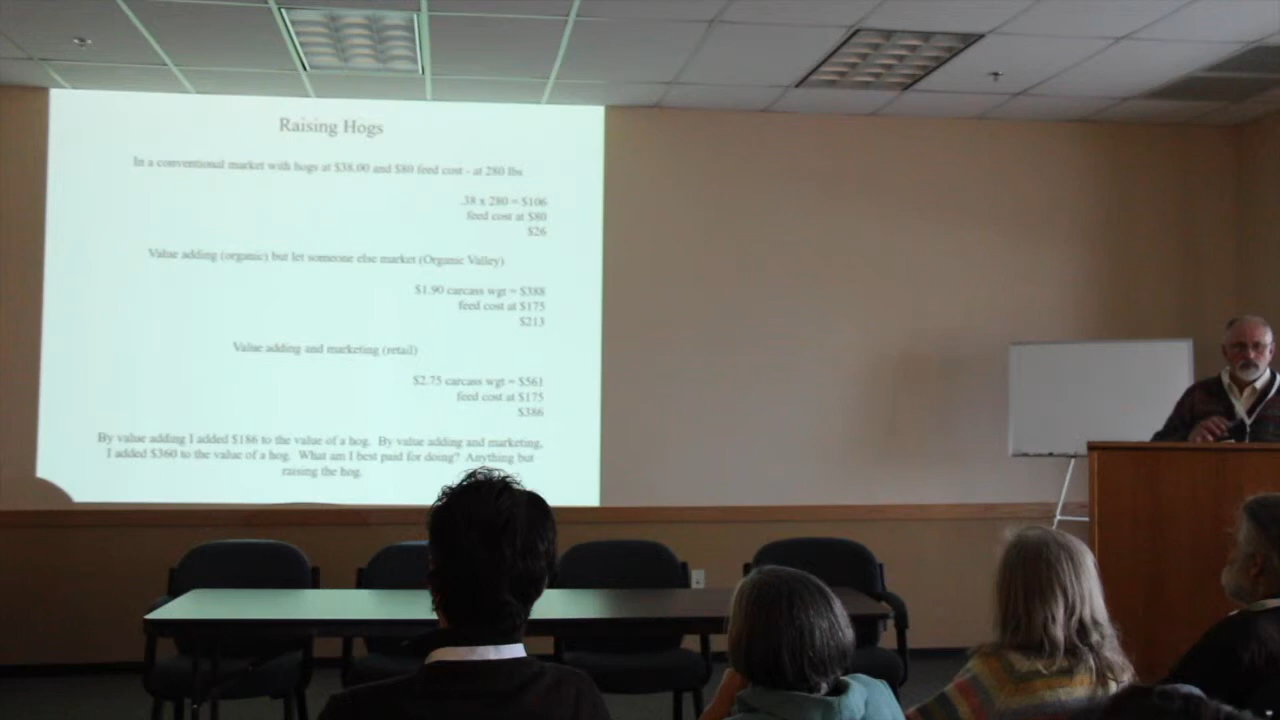 Raising Hogs
In a conventional market with hogs at $38.00 and $80 feed cost - at 280 lbs
.38 x 280 = $106
feed cost at $80
$26
Value adding (organic) but let someone else market (Organic Valley)
$1.90 carcass wgt = $388
feed cost at $175
$213
Value adding and marketing (retail)
$2.75 carcass wgt = $561
feed cost at $175
$386
By value adding I added $186 to the value of a hog. By value adding and marketing,
I added $360 to the value of a hog. What am I best paid for doing? Anything but
raising the hog.